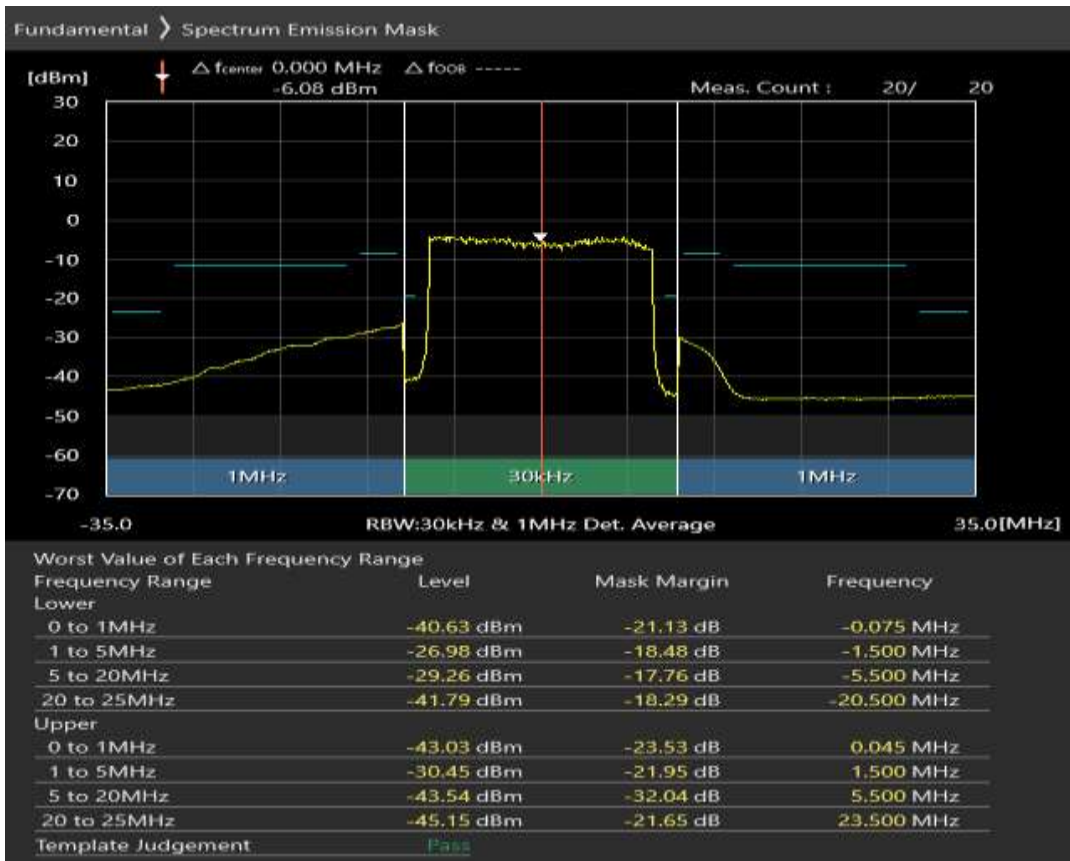 Fundamental 〉 Spectrum Emission Mask
[dBm] △ fcenter 0.000 MHz △ fOOB -----
-6.08 dBm Meas. Count : 20/ 20
30
20
10
0
-10
-20
-30
-40
-50
-60
1MHz 30kHz 1MHz
-70
-35.0 RBW:30kHz & 1MHz Det. Average 35.0[MHz]
Worst Value of Each Frequency Range
Frequency Range Level Mask Margin Frequency
Lower
0 to 1MHz -40.63 dBm -21.13 dB -0.075 MHz
1 to 5MHz -26.98 dBm -18.48 dB -1.500 MHz
5 to 20MHz -29.26 dBm -17.76 dB -5.500 MHz
20 to 25MHz -41.79 dBm -18.29 dB -20.500 MHz
Upper
0 to 1MHz -43.03 dBm -23.53 dB 0.045 MHz
1 to 5MHz -30.45 dBm -21.95 dB 1.500 MHz
5 to 20MHz -43.54 dBm -32.04 dB 5.500 MHz
20 to 25MHz -45.15 dBm -21.65 dB 23.500 MHz
Template Judgement Pass